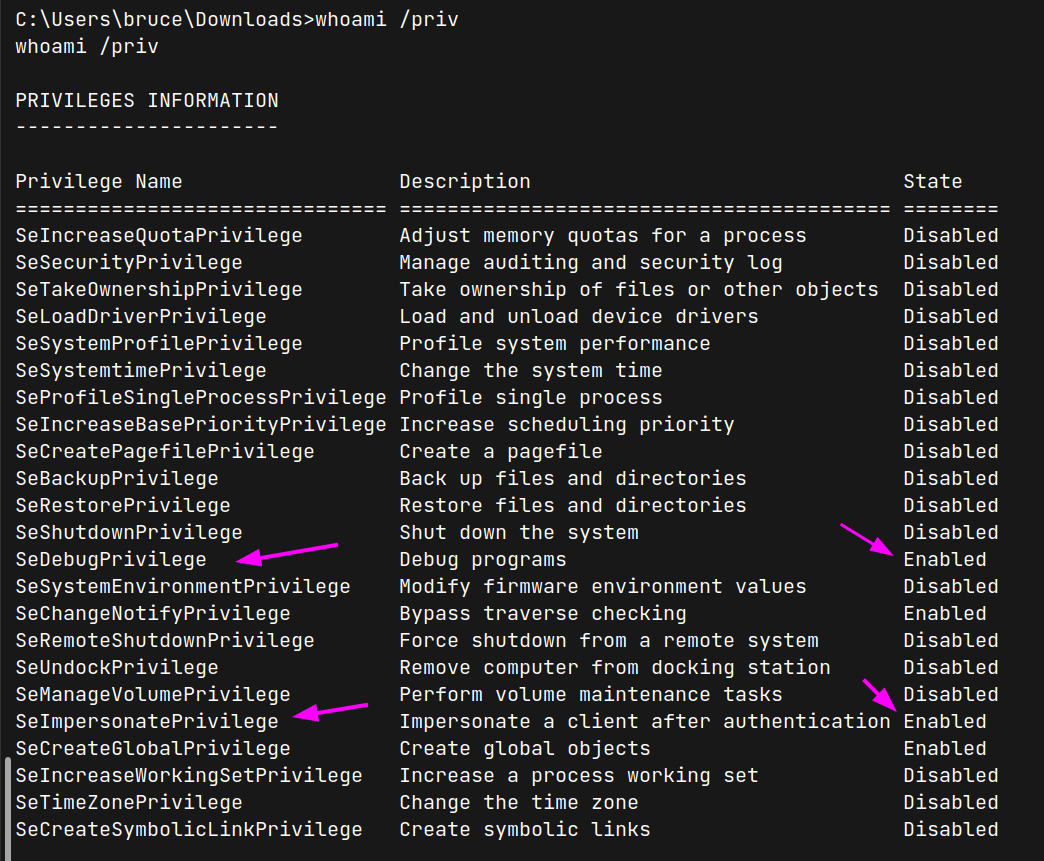 C:\Users\bruce\Downloads>whoami /priv
whoami /priv
PRIVILEGES INFORMATION
----------------------
Privilege Name                  Description                               State
=============================== ========================================= ========
SeIncreaseQuotaPrivilege        Adjust memory quotas for a process        Disabled
SeSecurityPrivilege             Manage auditing and security log          Disabled
SeTakeOwnershipPrivilege        Take ownership of files or other objects  Disabled
SeLoadDriverPrivilege           Load and unload device drivers            Disabled
SeSystemProfilePrivilege        Profile system performance                Disabled
SeSystemtimePrivilege           Change the system time                    Disabled
SeProfileSingleProcessPrivilege Profile single process                    Disabled
SeIncreaseBasePriorityPrivilege Increase scheduling priority              Disabled
SeCreatePagefilePrivilege       Create a pagefile                         Disabled
SeBackupPrivilege               Back up files and directories             Disabled
SeRestorePrivilege              Restore files and directories             Disabled
SeShutdownPrivilege             Shut down the system                      Disabled
SeDebugPrivilege                Debug programs                            Enabled
SeSystemEnvironmentPrivilege    Modify firmware environment values        Disabled
SeChangeNotifyPrivilege         Bypass traverse checking                  Enabled
SeRemoteShutdownPrivilege       Force shutdown from a remote system       Disabled
SeUndockPrivilege               Remove computer from docking station      Disabled
SeManageVolumePrivilege         Perform volume maintenance tasks          Disabled
SeImpersonatePrivilege          Impersonate a client after authentication Enabled
SeCreateGlobalPrivilege         Create global objects                     Enabled
SeIncreaseWorkingSetPrivilege   Increase a process working set            Disabled
SeTimeZonePrivilege             Change the time zone                      Disabled
SeCreateSymbolicLinkPrivilege   Create symbolic links                     Disabled